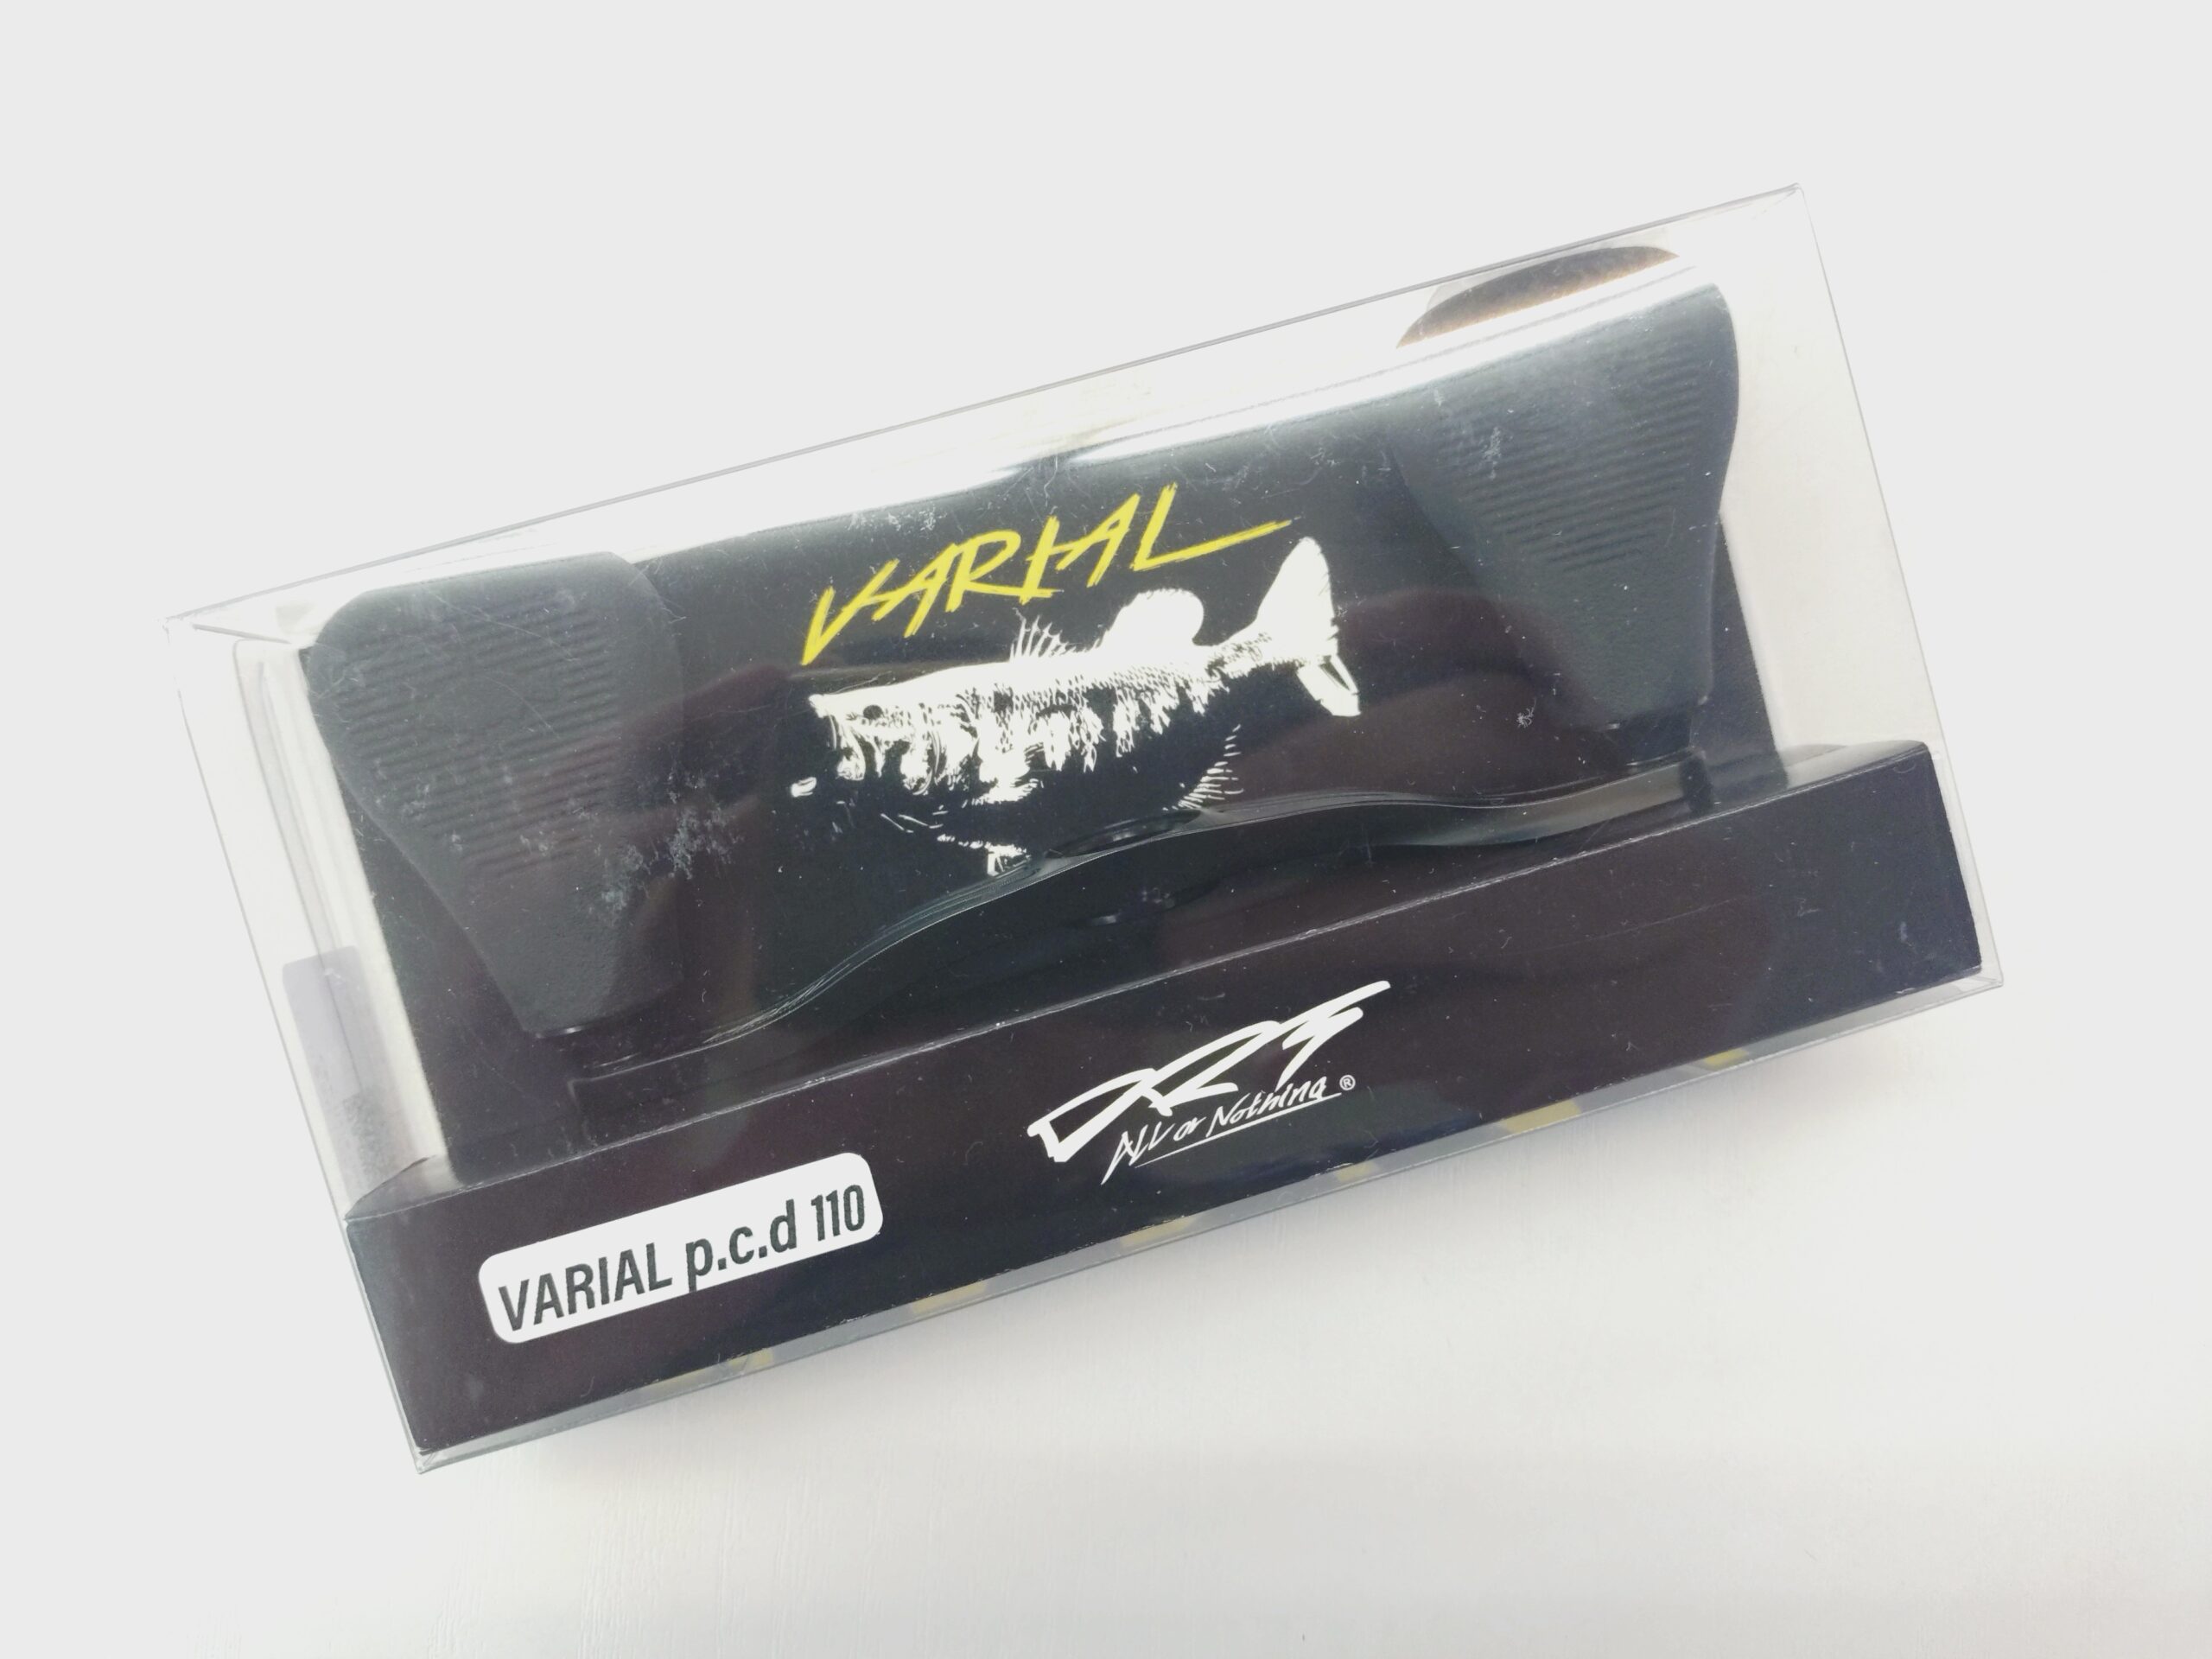 VARIAL
DRT
All or Nothing ®
VARIAL p.c.d 110